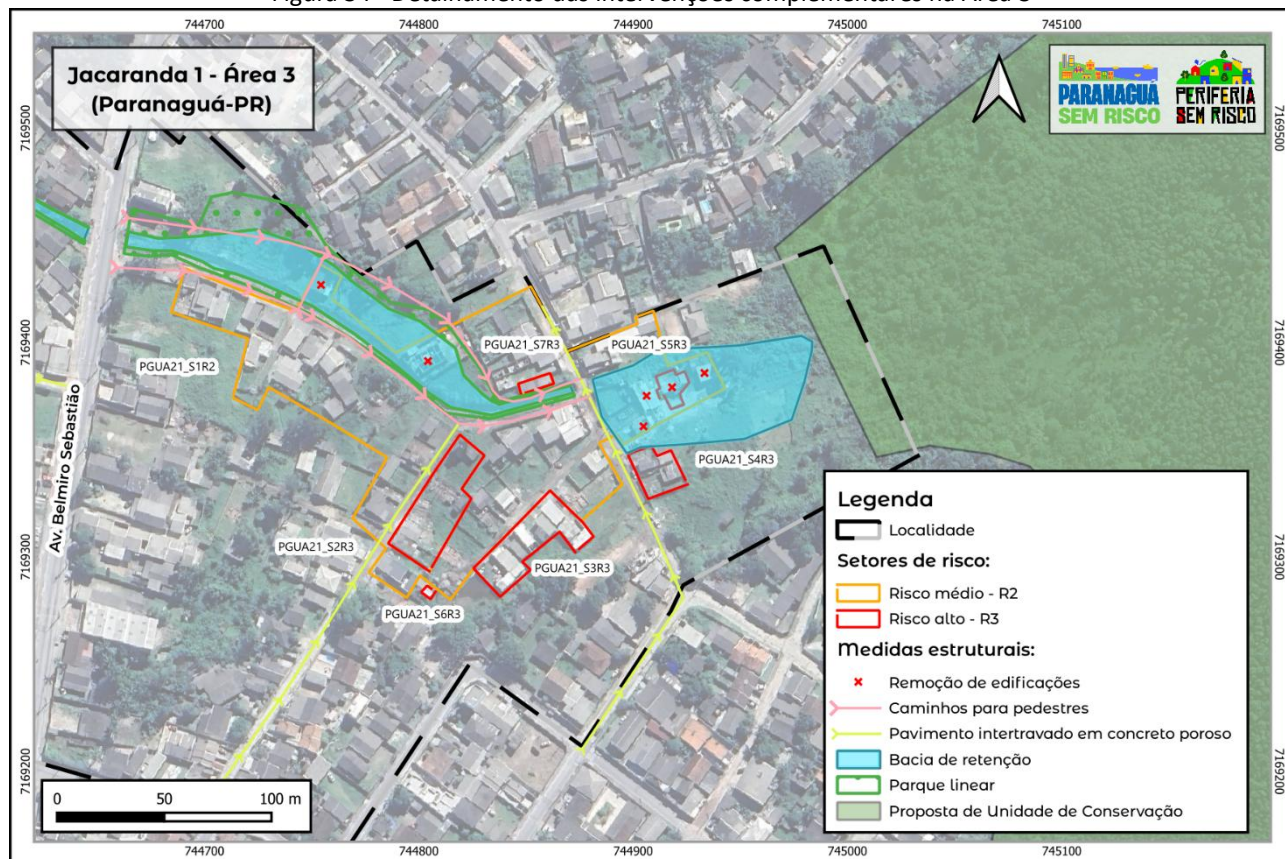 Figura 34 - Detalhamento das intervenções complementares na Área 3
744700
744800
744900
745000
745100
Jacaranda 1 - Área 3
(Paranaguá-PR)
PARANAGUÁ
SEM RISCO
PERIFERIA
SEM RISCO
7169500
7169500
7169400
7169400
7169300
7169300
7169200
7169200
PGUA21_S1R2
PGUA21_S7R3
PGUA21_S5R3
PGUA21_S4R3
PGUA21_S2R3
PGUA21_S3R3
PGUA21_S6R3
Av. Belmiro Sebastião
Legenda
Localidade
Setores de risco:
Risco médio - R2
Risco alto - R3
Medidas estruturais:
Remoção de edificações
Caminhos para pedestres
Pavimento intertravado em concreto poroso
Bacia de retenção
Parque linear
Proposta de Unidade de Conservação
0 50 100 m
744700
744800
744900
745000
745100